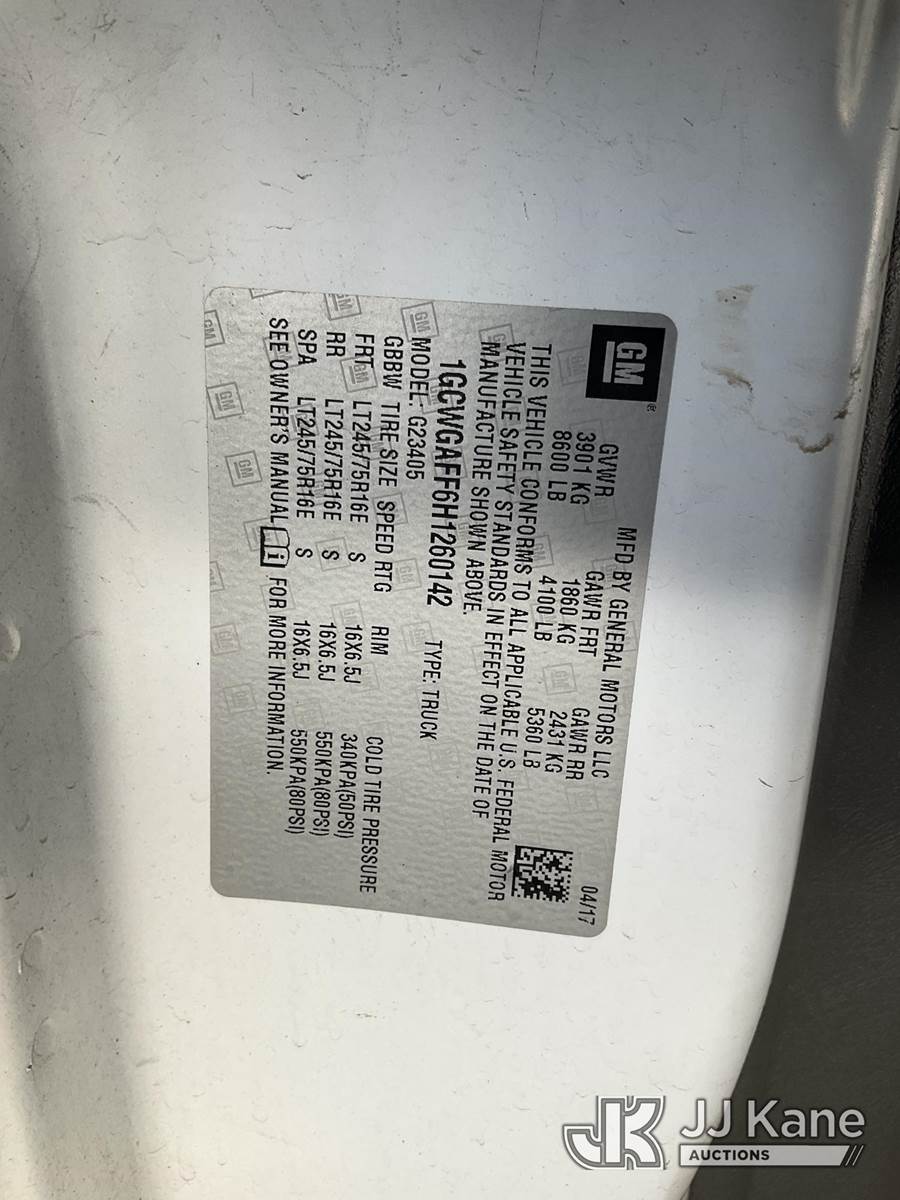 GM ®
MFD BY GENERAL MOTORS LLC 04/17
GVWR GAWR FRT GAWR RR
3901 KG 1860 KG 2431 KG
8600 LB 4100 LB 5360 LB
THIS VEHICLE CONFORMS TO ALL APPLICABLE U.S. FEDERAL MOTOR
VEHICLE SAFETY STANDARDS IN EFFECT ON THE DATE OF
MANUFACTURE SHOWN ABOVE.
1GCWGAFF6H1260142 TYPE: TRUCK
MODEL: G23405
GBBW TIRE SIZE SPEED RTG RIM COLD TIRE PRESSURE
FRT LT245/75R16E S 16X6.5J 340KPA(50PSI)
RR LT245/75R16E S 16X6.5J 550KPA(80PSI)
SPA LT245/75R16E S 16X6.5J 550KPA(80PSI)
SEE OWNER'S MANUAL i FOR MORE INFORMATION.
JK JJ Kane
AUCTIONS